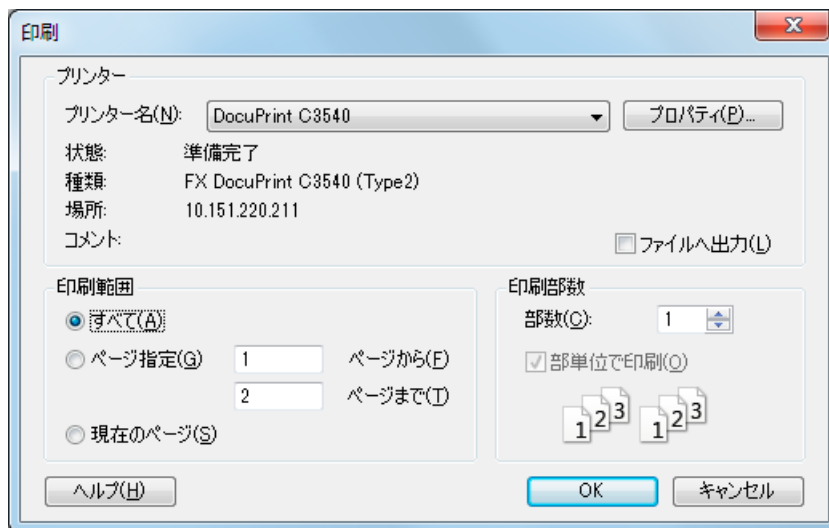 印刷
プリンター
プリンター名(N): DocuPrint C3540 プロパティ(P)...
状態: 準備完了
種類: FX DocuPrint C3540 (Type2)
場所: 10.151.220.211
コメント: ファイルへ出力(L)
印刷範囲
すべて(A)
ページ指定(G) 1 ページから(F)
2 ページまで(T)
現在のページ(S)
印刷部数
部数(C): 1
部単位で印刷(O)
1 2 3 1 2 3
ヘルプ(H) OK キャンセル